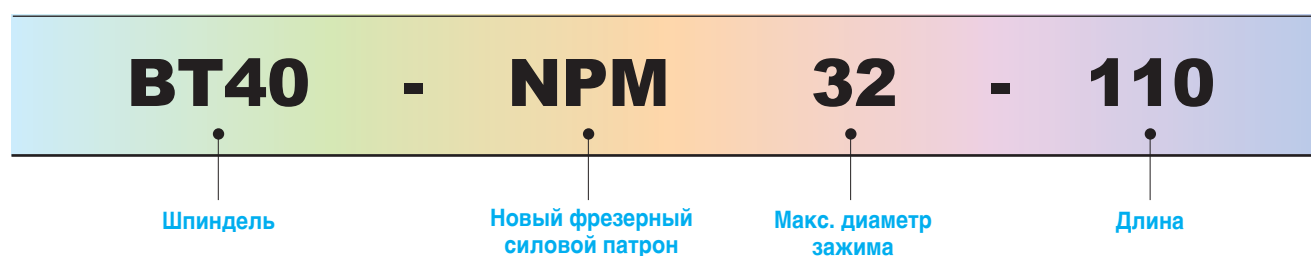 BT40 - NPM 32 - 110
Шпиндель
Новый фрезерный
силовой патрон
Макс. диаметр
зажима
Длина